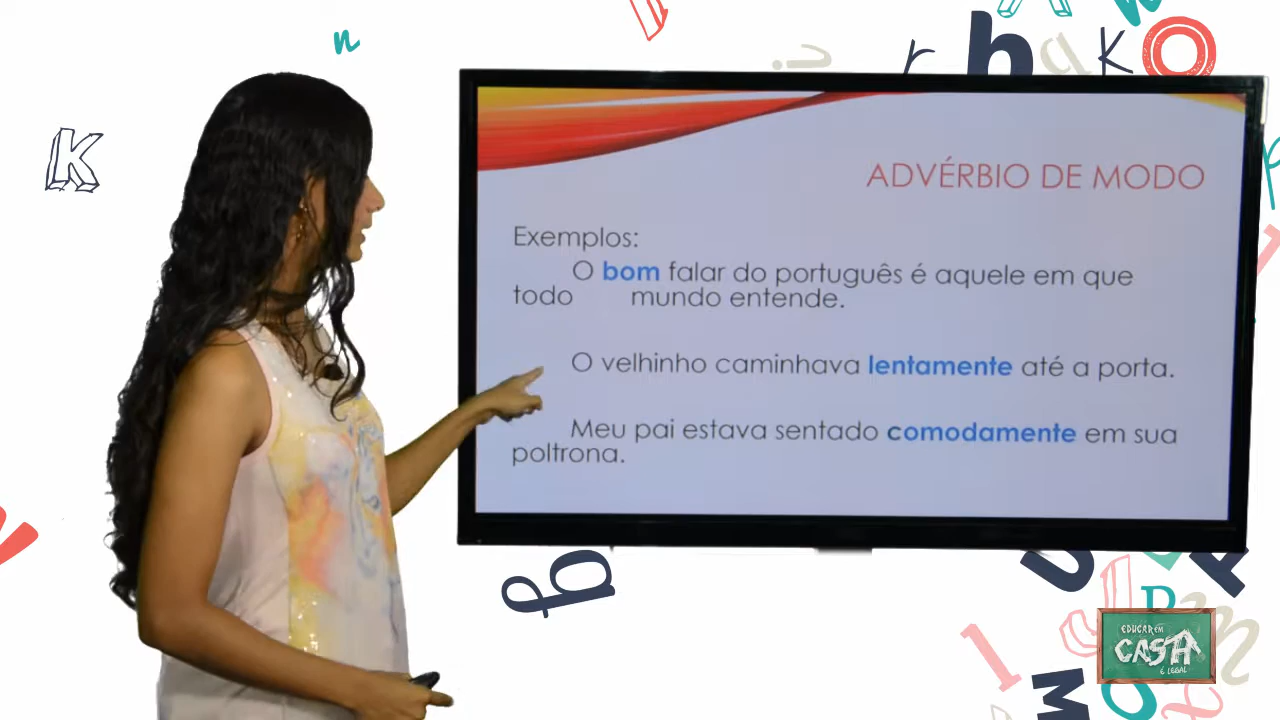 ADVÉRBIO DE MODO
Exemplos:
O bom falar do português é aquele em que
todo mundo entende.
O velhinho caminhava lentamente até a porta.
Meu pai estava sentado comodamente em sua
poltrona.
EDUCAR EM
CASA
É LEGAL